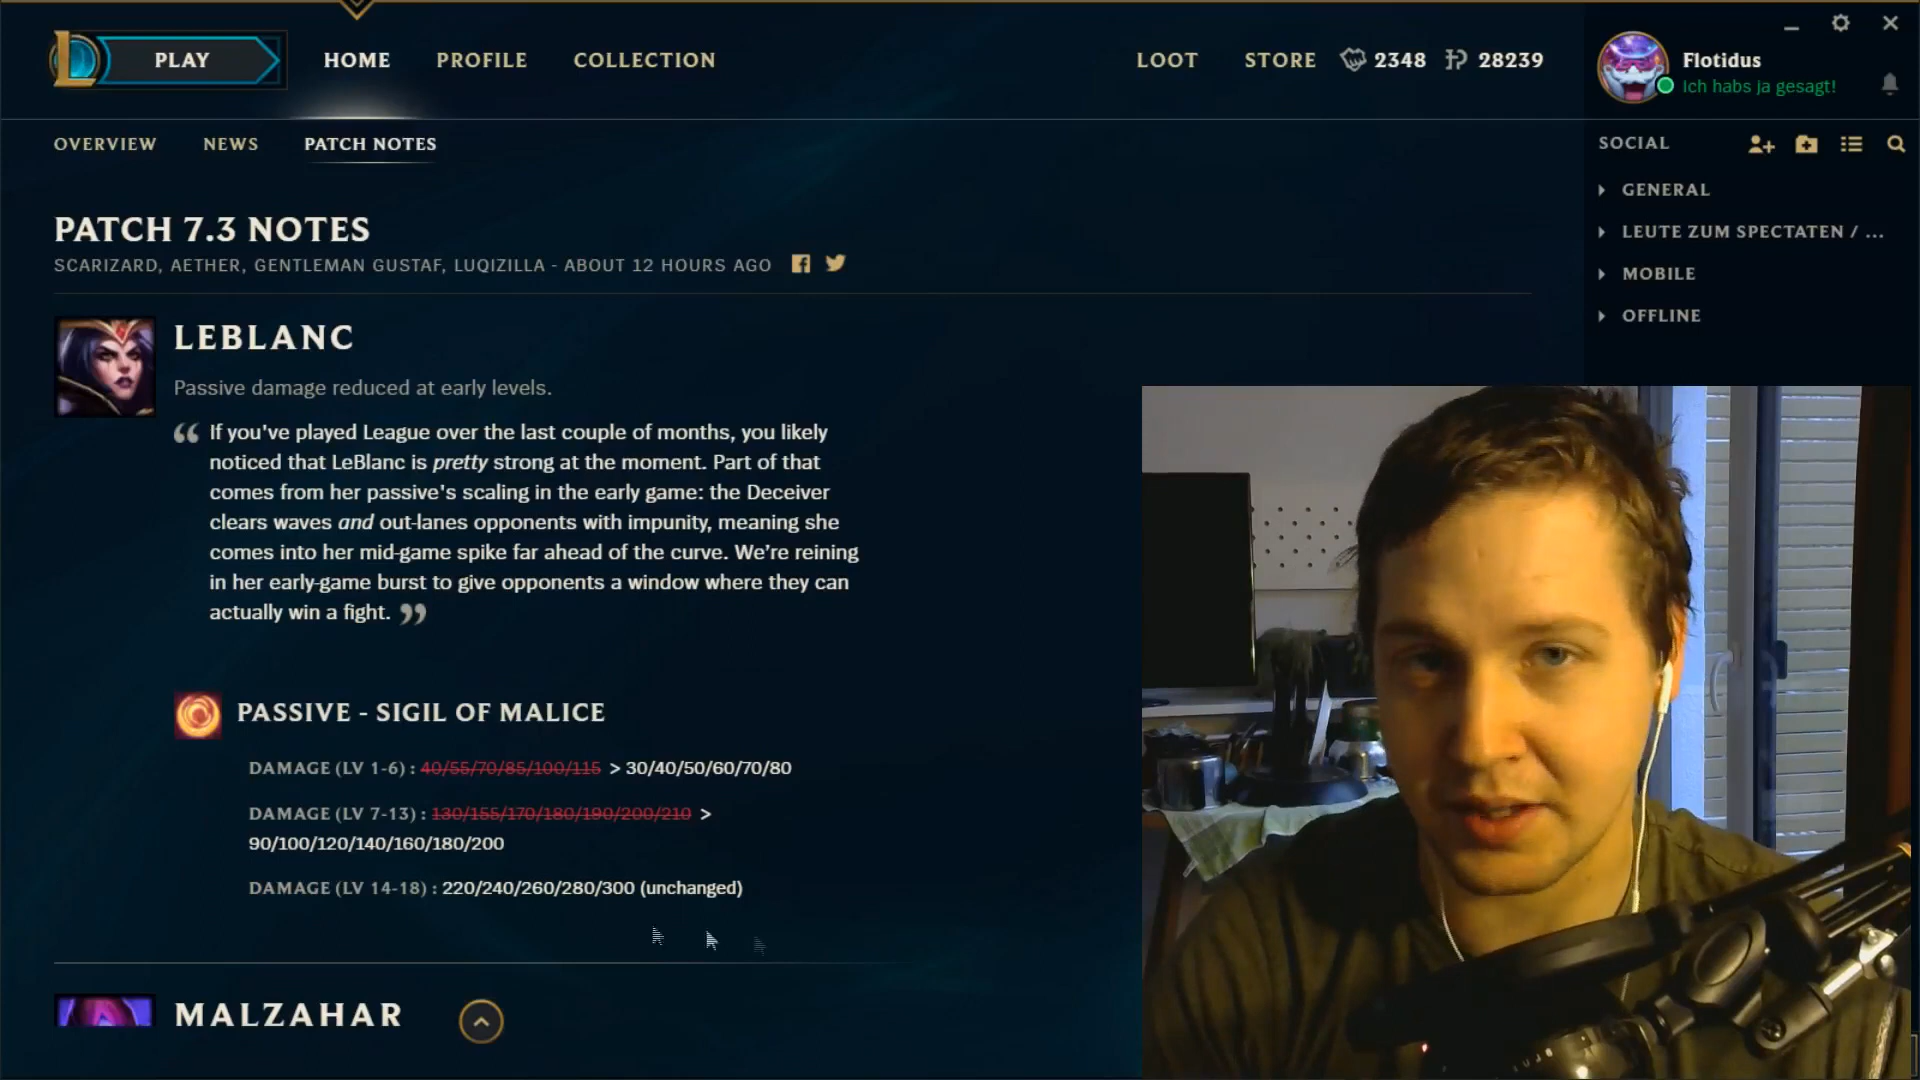 PLAY
HOME
PROFILE
COLLECTION
LOOT
STORE
2348
28239
Flotidus
Ich habs ja gesagt!
OVERVIEW
NEWS
PATCH NOTES
SOCIAL
GENERAL
LEUTE ZUM SPECTATEN / ...
MOBILE
OFFLINE
PATCH 7.3 NOTES
SCARIZARD, AETHER, GENTLEMAN GUSTAF, LUQIZILLA - ABOUT 12 HOURS AGO
LEBLANC
Passive damage reduced at early levels.
“ If you've played League over the last couple of months, you likely
noticed that LeBlanc is pretty strong at the moment. Part of that
comes from her passive's scaling in the early game: the Deceiver
clears waves and out-lanes opponents with impunity, meaning she
comes into her mid-game spike far ahead of the curve. We’re reining
in her early-game burst to give opponents a window where they can
actually win a fight. ”
PASSIVE - SIGIL OF MALICE
DAMAGE (LV 1-6) : 40/55/70/85/100/115 > 30/40/50/60/70/80
DAMAGE (LV 7-13) : 130/155/170/180/190/200/210 >
90/100/120/140/160/180/200
DAMAGE (LV 14-18) : 220/240/260/280/300 (unchanged)
MALZAHAR